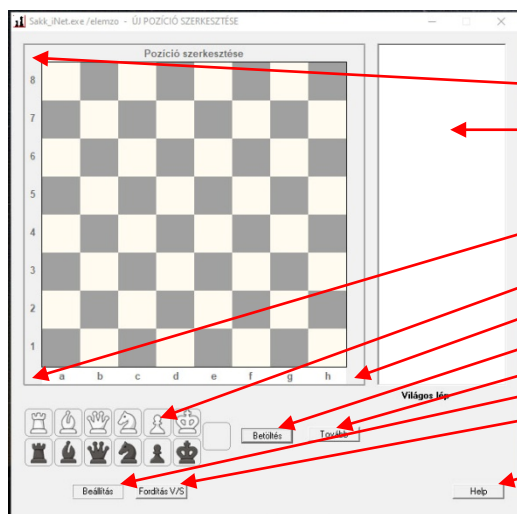 Sakk_iNet.exe /elemzo - ÚJ POZÍCIÓ SZERKESZTÉSE
Pozíció szerkesztése
8
7
6
5
4
3
2
1
a b c d e f g h
Világos lép
Betöltés Tovább
Beállítás Fordítás V/S Help